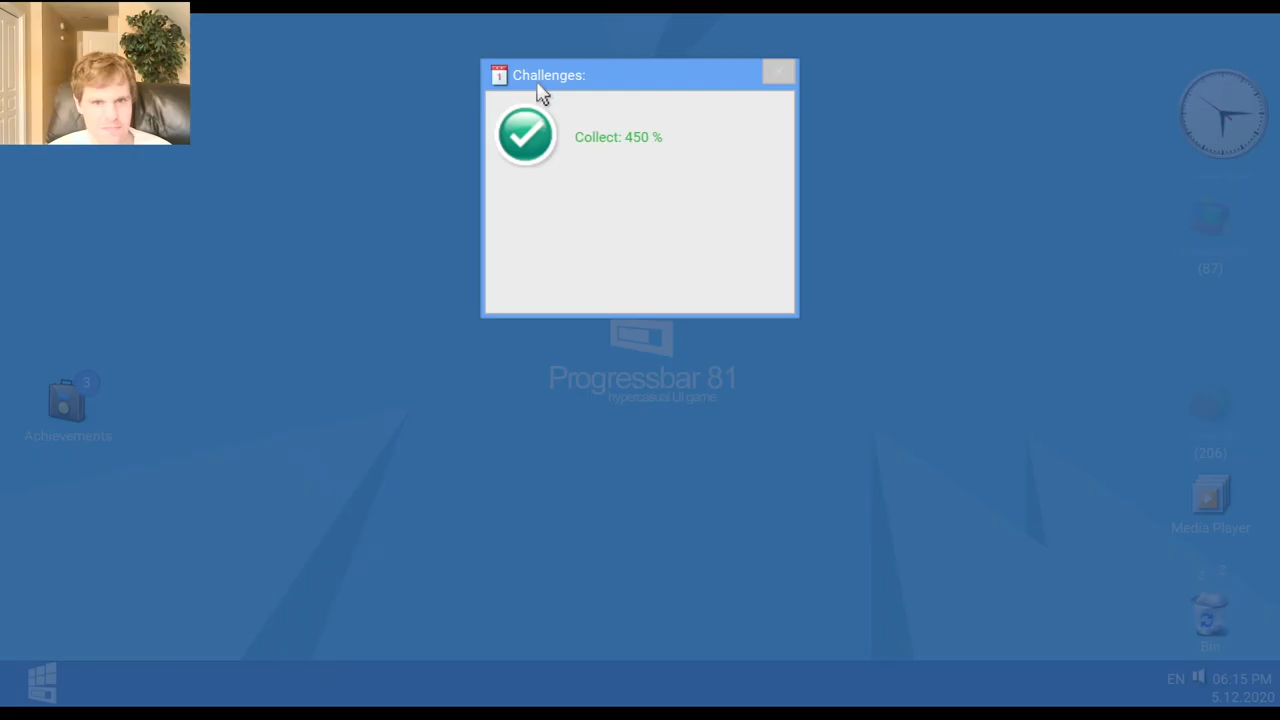 Challenges:
Collect: 450 %
(87)
Progressbar 81
hypercasual UI game
3
Achievements
(206)
Media Player
Bin
EN 06:15 PM
5.12.2020